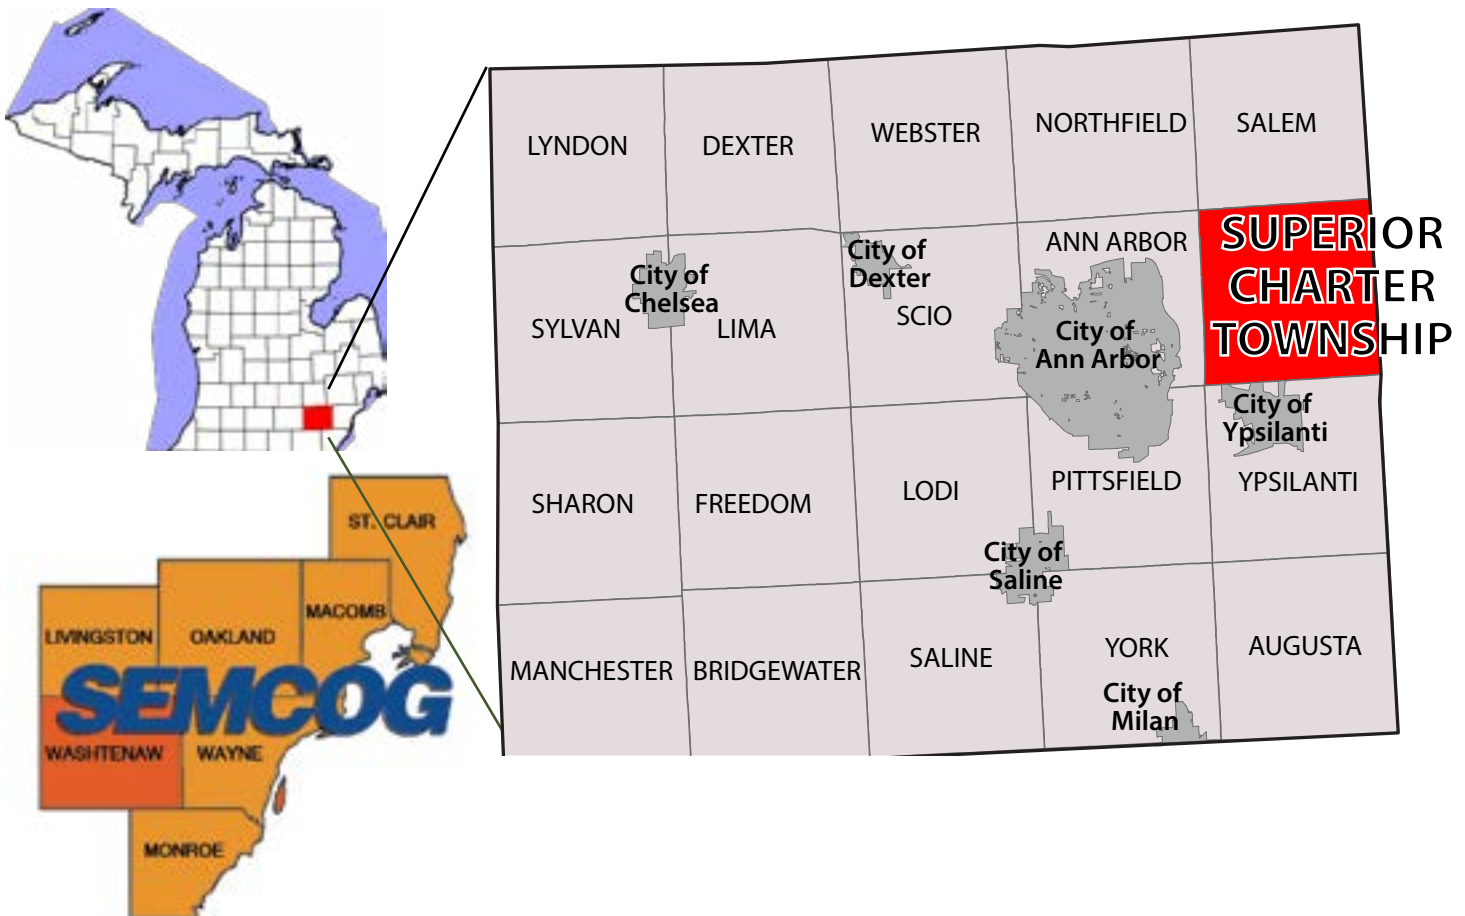 LYNDON
DEXTER
WEBSTER
NORTHFIELD
SALEM
SYLVAN
City of
Chelsea
LIMA
City of
Dexter
SCIO
ANN ARBOR
City of
Ann Arbor
SUPERIOR
CHARTER
TOWNSHIP
SHARON
FREEDOM
LODI
PITTSFIELD
City of
Ypsilanti
YPSILANTI
City of
Saline
MANCHESTER
BRIDGEWATER
SALINE
YORK
City of
Milan
AUGUSTA
ST. CLAIR
LIVINGSTON
OAKLAND
MACOMB
SEMCOG
WASHTENAW
WAYNE
MONROE